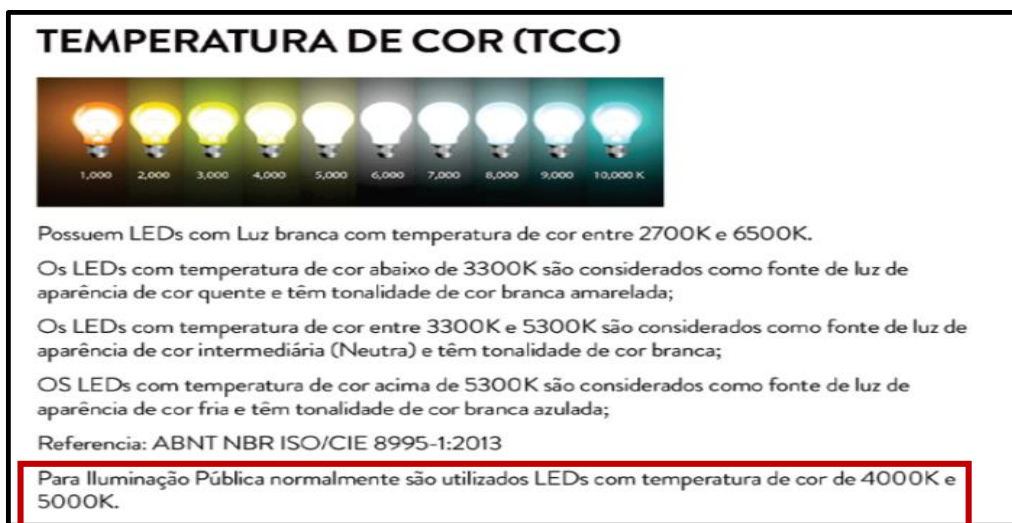 TEMPERATURA DE COR (TCC)
1,000 2,000 3,000 4,000 5,000 6,000 7,000 8,000 9,000 10,000 K
Possuem LEDs com Luz branca com temperatura de cor entre 2700K e 6500K.
Os LEDs com temperatura de cor abaixo de 3300K são considerados como fonte de luz de
aparência de cor quente e têm tonalidade de cor branca amarelada;
Os LEDs com temperatura de cor entre 3300K e 5300K são considerados como fonte de luz de
aparência de cor intermediária (Neutra) e têm tonalidade de cor branca;
OS LEDs com temperatura de cor acima de 5300K são considerados como fonte de luz de
aparência de cor fria e têm tonalidade de cor branca azulada;
Referencia: ABNT NBR ISO/CIE 8995-1:2013
Para Iluminação Pública normalmente são utilizados LEDs com temperatura de cor de 4000K e
5000K.